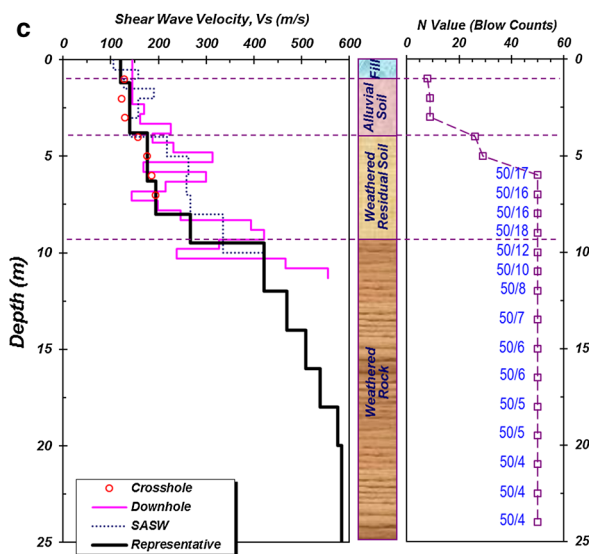 c
Shear Wave Velocity, Vs (m/s)
N Value (Blow Counts)
0 100 200 300 400 500 600
0 20 40 60
0
5
10
15
20
25
Depth (m)
Fill
Alluvial
Soil
Weathered
Residual Soil
Weathered
Rock
50/17
50/16
50/16
50/18
50/12
50/10
50/8
50/7
50/6
50/6
50/5
50/5
50/4
50/4
50/4
0
5
10
15
20
25
Crosshole
Downhole
SASW
Representative